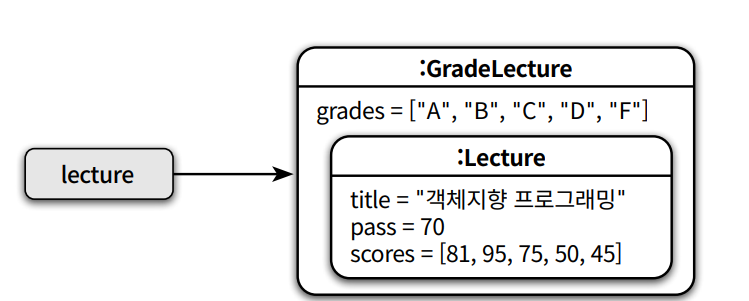 :GradeLecture
grades = ["A", "B", "C", "D", "F"]
:Lecture
lecture
title = "객체지향 프로그래밍"
pass = 70
scores = [81, 95, 75, 50, 45]